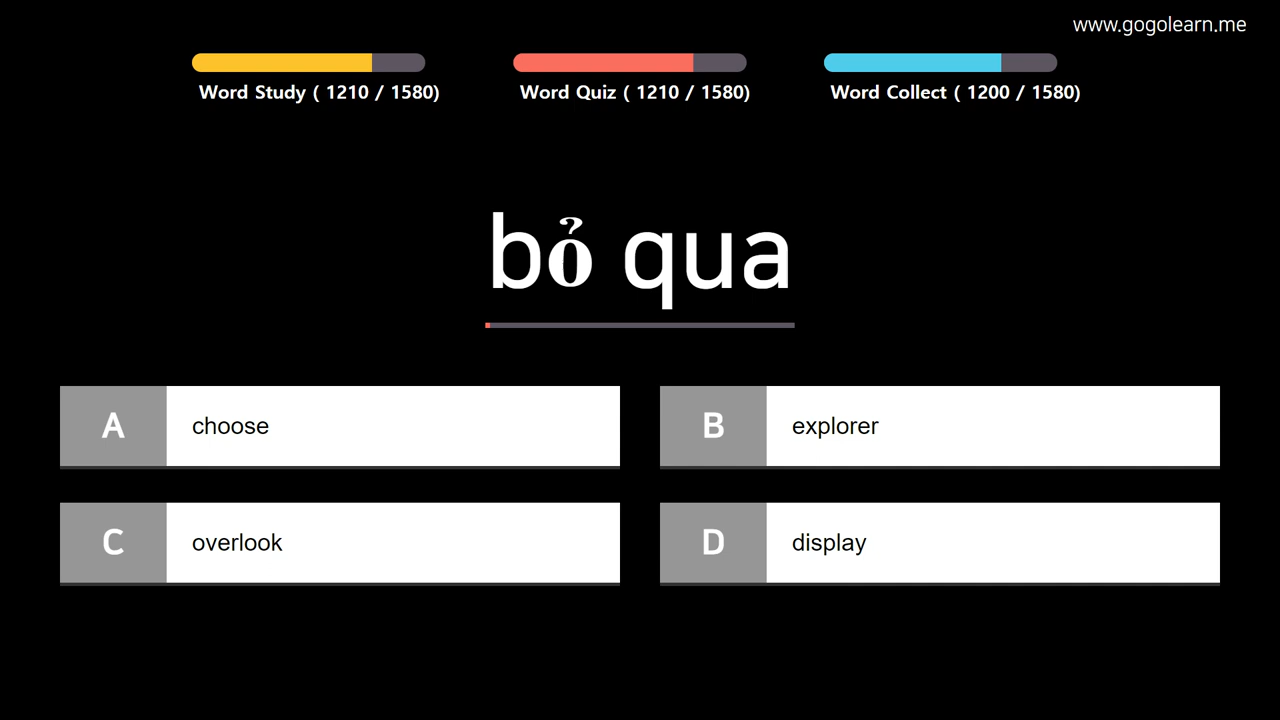 www.gogolearn.me
Word Study ( 1210 / 1580)
Word Quiz ( 1210 / 1580)
Word Collect ( 1200 / 1580)
bỏ qua
A choose
B explorer
C overlook
D display